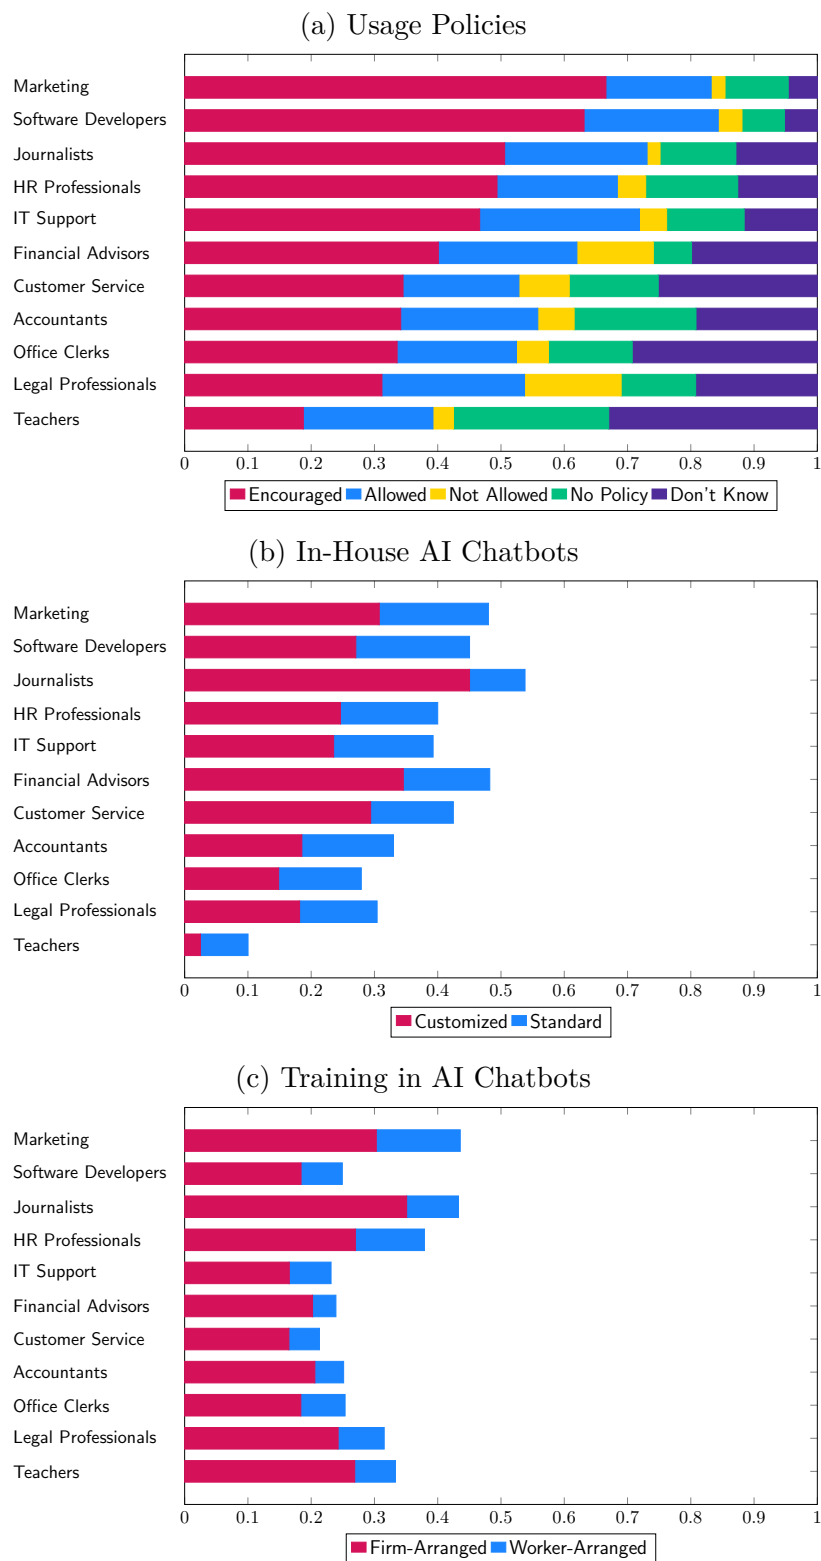 (a) Usage Policies
Marketing
Software Developers
Journalists
HR Professionals
IT Support
Financial Advisors
Customer Service
Accountants
Office Clerks
Legal Professionals
Teachers
0 0.1 0.2 0.3 0.4 0.5 0.6 0.7 0.8 0.9 1
Encouraged Allowed Not Allowed No Policy Don't Know
(b) In-House AI Chatbots
Marketing
Software Developers
Journalists
HR Professionals
IT Support
Financial Advisors
Customer Service
Accountants
Office Clerks
Legal Professionals
Teachers
0 0.1 0.2 0.3 0.4 0.5 0.6 0.7 0.8 0.9 1
Customized Standard
(c) Training in AI Chatbots
Marketing
Software Developers
Journalists
HR Professionals
IT Support
Financial Advisors
Customer Service
Accountants
Office Clerks
Legal Professionals
Teachers
0 0.1 0.2 0.3 0.4 0.5 0.6 0.7 0.8 0.9 1
Firm-Arranged Worker-Arranged